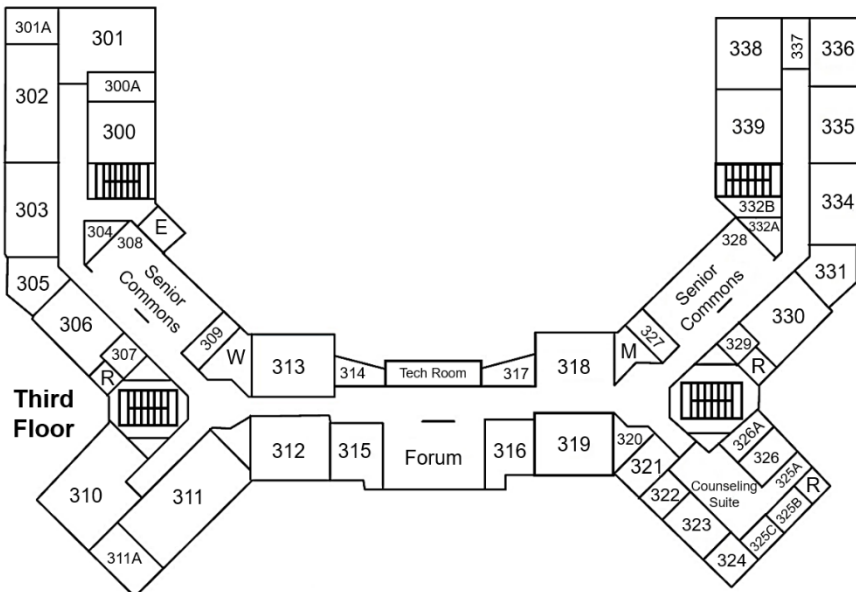 301A
301
302
300A
300
303
304
308
E
Senior
Commons
305
306
307
R
309
W
313
314
Tech Room
317
318
M
327
Senior
Commons
328
332A
332B
339
338
337
336
335
334
331
330
329
R
Third
Floor
310
311
311A
312
315
Forum
316
319
320
321
322
323
324
Counseling
Suite
326A
326
325A
R
325B
325C